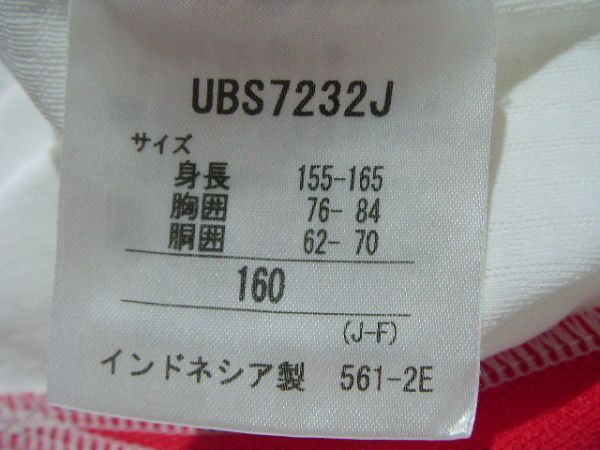 UBS7232J
サイズ
身長 155-165
胸囲 76- 84
胴囲 62- 70
160
(J-F)
インドネシア製 561-2E